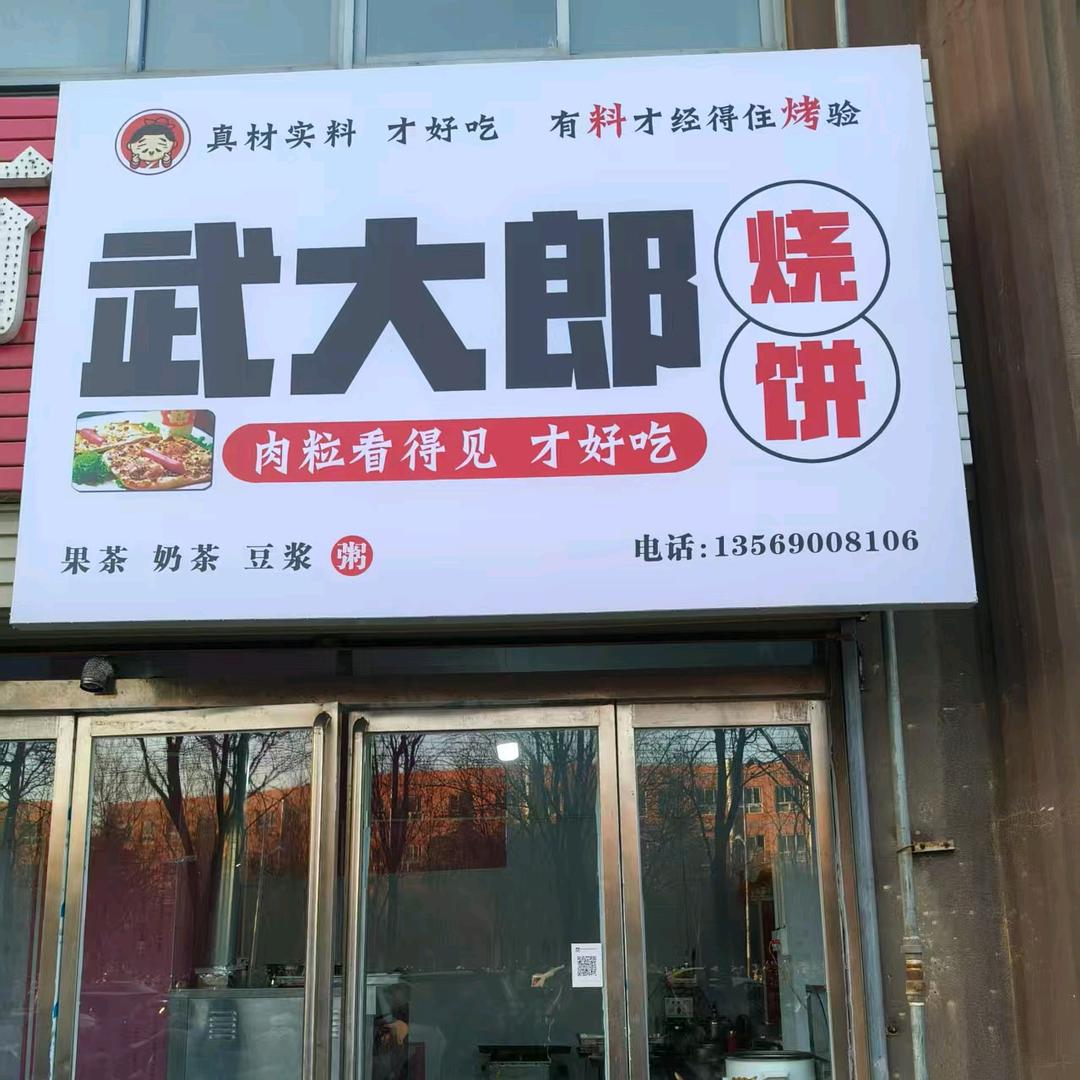 真材实料 才好吃 有料才经得住烤验
武大郎烧饼
肉粒看得见 才好吃
果茶 奶茶 豆浆 粥
电话:13569008106